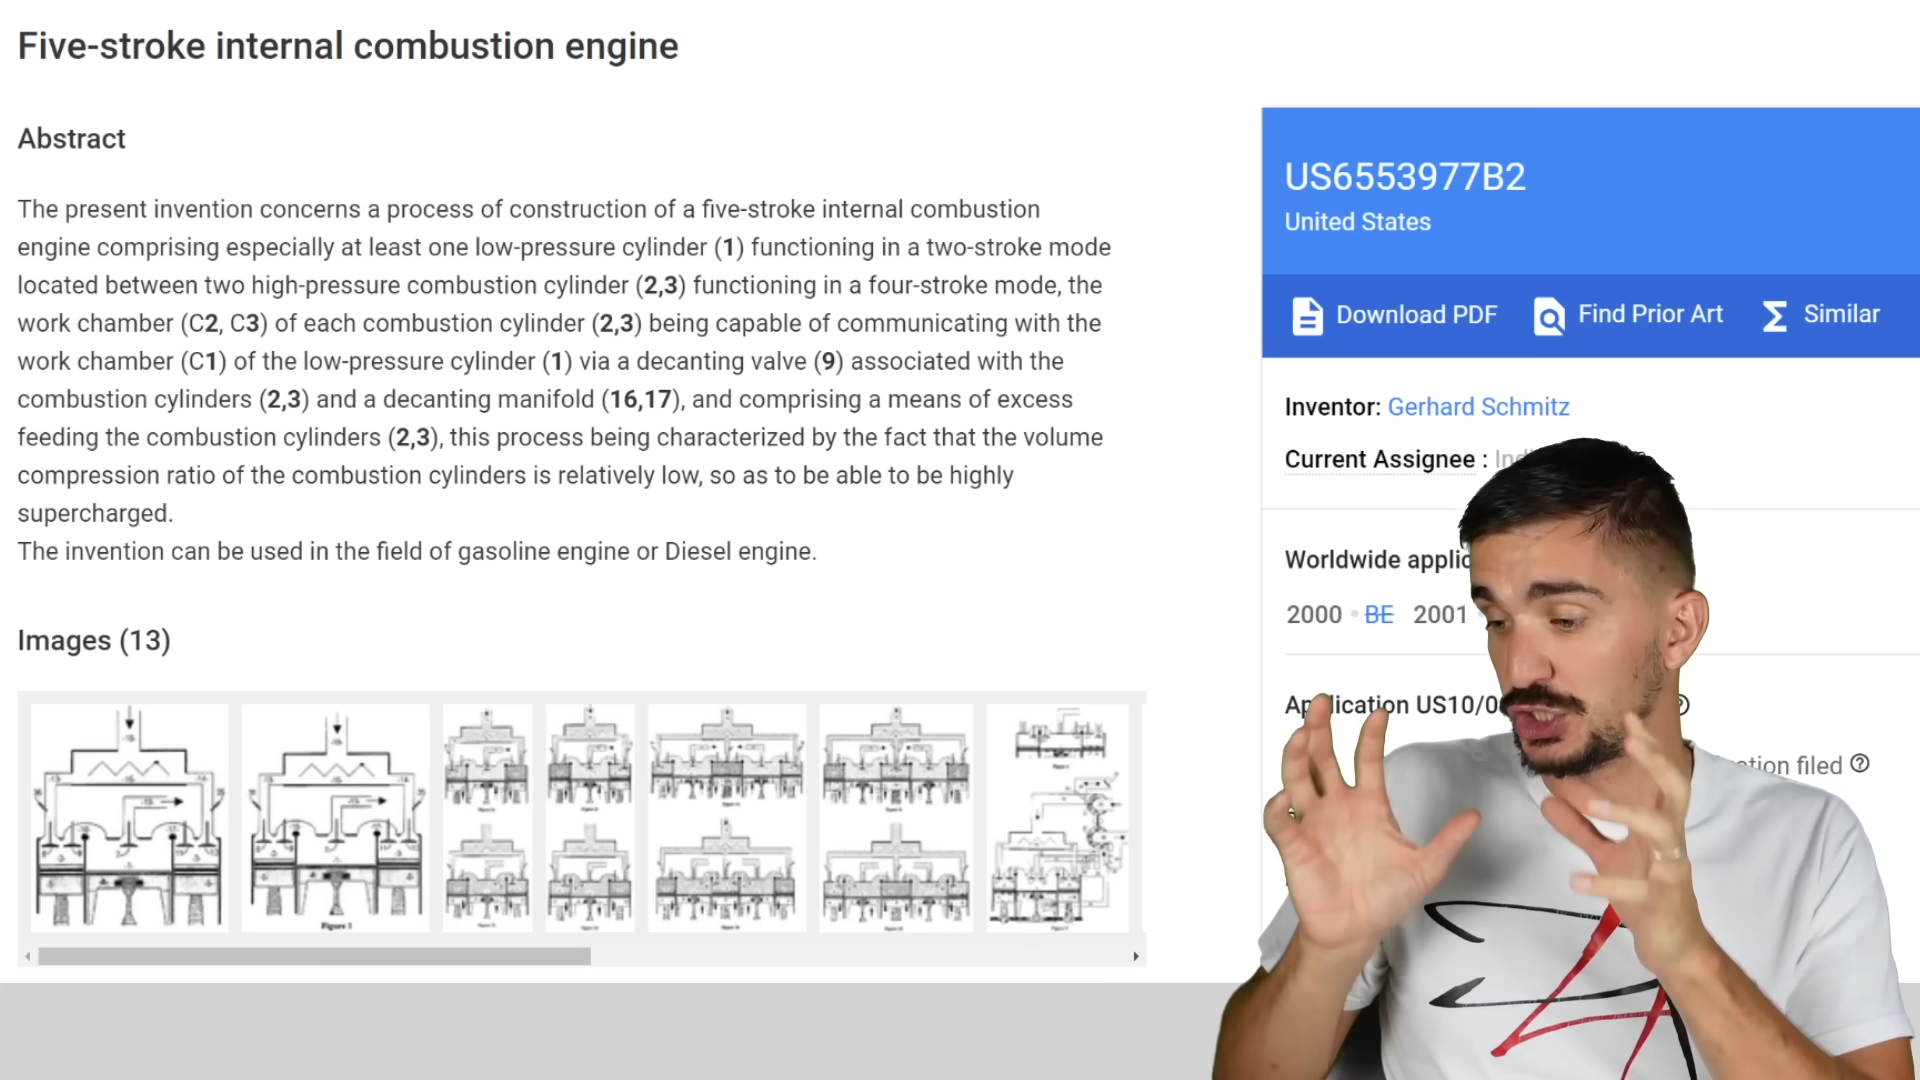 Five-stroke internal combustion engine
Abstract
The present invention concerns a process of construction of a five-stroke internal combustion
engine comprising especially at least one low-pressure cylinder (1) functioning in a two-stroke mode
located between two high-pressure combustion cylinder (2,3) functioning in a four-stroke mode, the
work chamber (C2, C3) of each combustion cylinder (2,3) being capable of communicating with the
work chamber (C1) of the low-pressure cylinder (1) via a decanting valve (9) associated with the
combustion cylinders (2,3) and a decanting manifold (16,17), and comprising a means of excess
feeding the combustion cylinders (2,3), this process being characterized by the fact that the volume
compression ratio of the combustion cylinders is relatively low, so as to be able to be highly
supercharged.
The invention can be used in the field of gasoline engine or Diesel engine.
Images (13)
Figure 1
US6553977B2
United States
Download PDF Find Prior Art Similar
Inventor: Gerhard Schmitz
Current Assignee :
Worldwide
2000 BE 2001
Application
filed